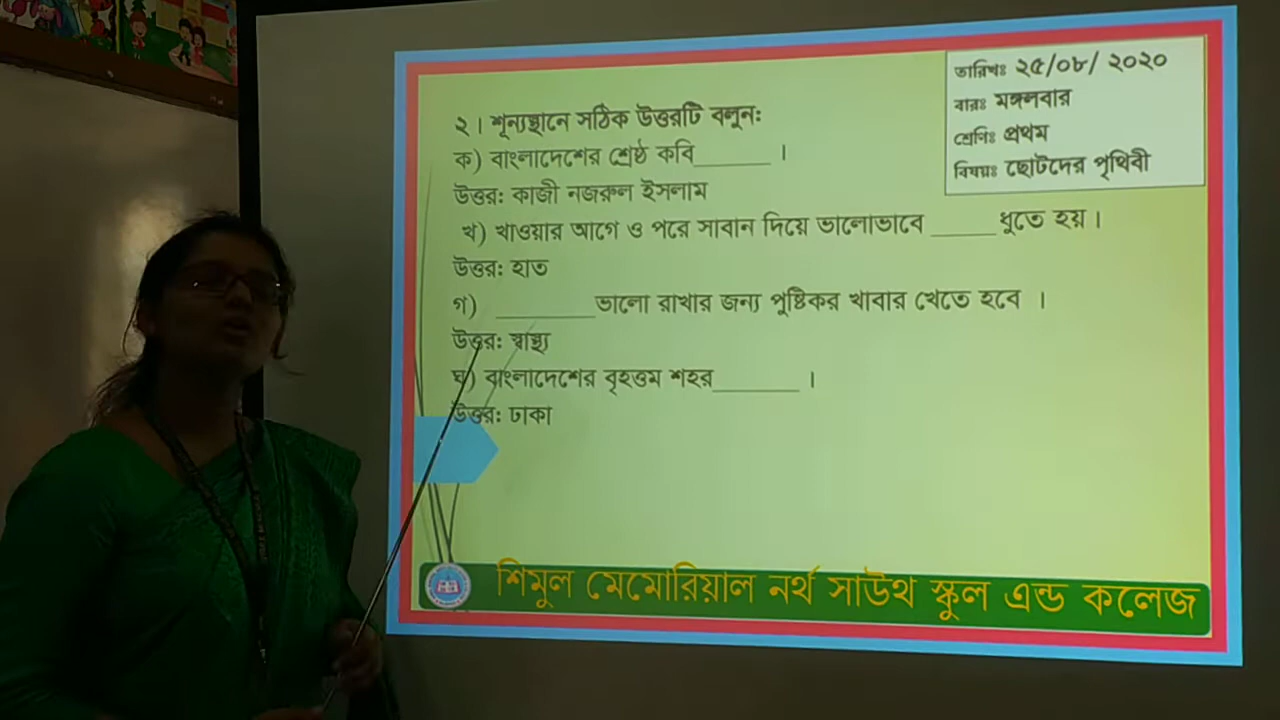 তারিখঃ ২৫/০৮/ ২০২০
বারঃ মঙ্গলবার
শ্রেণিঃ প্রথম
বিষয়ঃ ছোটদের পৃথিবী
২। শূন্যস্থানে সঠিক উত্তরটি বলুন:
ক) বাংলাদেশের শ্রেষ্ঠ কবি______ ।
উত্তর: কাজী নজরুল ইসলাম
খ) খাওয়ার আগে ও পরে সাবান দিয়ে ভালোভাবে _____ ধুতে হয় ।
উত্তর: হাত
গ) ________ ভালো রাখার জন্য পুষ্টিকর খাবার খেতে হবে ।
উত্তর: স্বাস্থ্য
ঘ) বাংলাদেশের বৃহত্তম শহর_______ ।
উত্তর: ঢাকা
শিমুল মেমোরিয়াল নর্থ সাউথ স্কুল এন্ড কলেজ